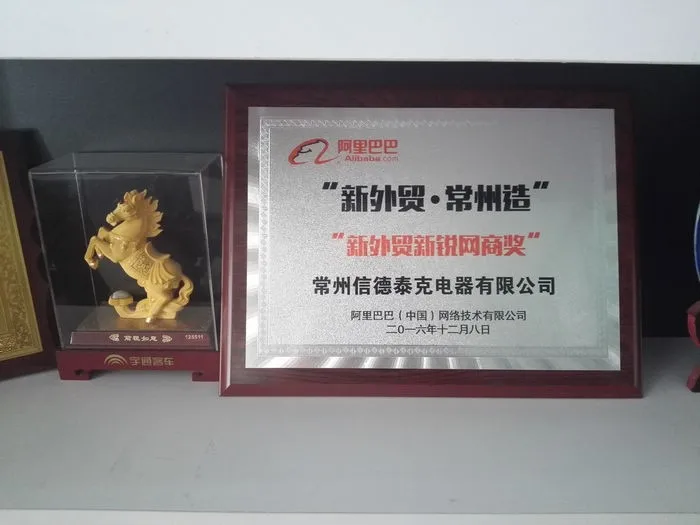 阿里巴巴
Alibaba.com
“新外贸·常州造“
“新外贸新锐网商奖“
常州信德泰克电器有限公司
阿里巴巴（中国）网络技术有限公司
二〇一六年十二月八日
宇通客车